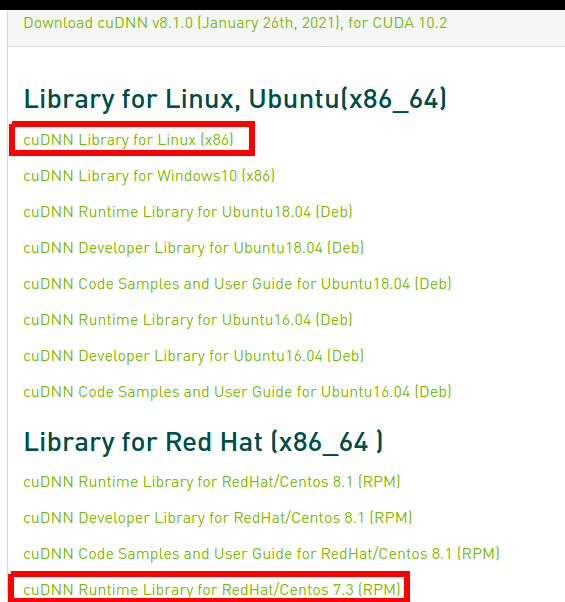 Download cuDNN v8.1.0 (January 26th, 2021), for CUDA 10.2
Library for Linux, Ubuntu(x86_64)
cuDNN Library for Linux (x86)
cuDNN Library for Windows10 (x86)
cuDNN Runtime Library for Ubuntu18.04 (Deb)
cuDNN Developer Library for Ubuntu18.04 (Deb)
cuDNN Code Samples and User Guide for Ubuntu18.04 (Deb)
cuDNN Runtime Library for Ubuntu16.04 (Deb)
cuDNN Developer Library for Ubuntu16.04 (Deb)
cuDNN Code Samples and User Guide for Ubuntu16.04 (Deb)
Library for Red Hat (x86_64 )
cuDNN Runtime Library for RedHat/Centos 8.1 (RPM)
cuDNN Developer Library for RedHat/Centos 8.1 (RPM)
cuDNN Code Samples and User Guide for RedHat/Centos 8.1 (RPM)
cuDNN Runtime Library for RedHat/Centos 7.3 (RPM)